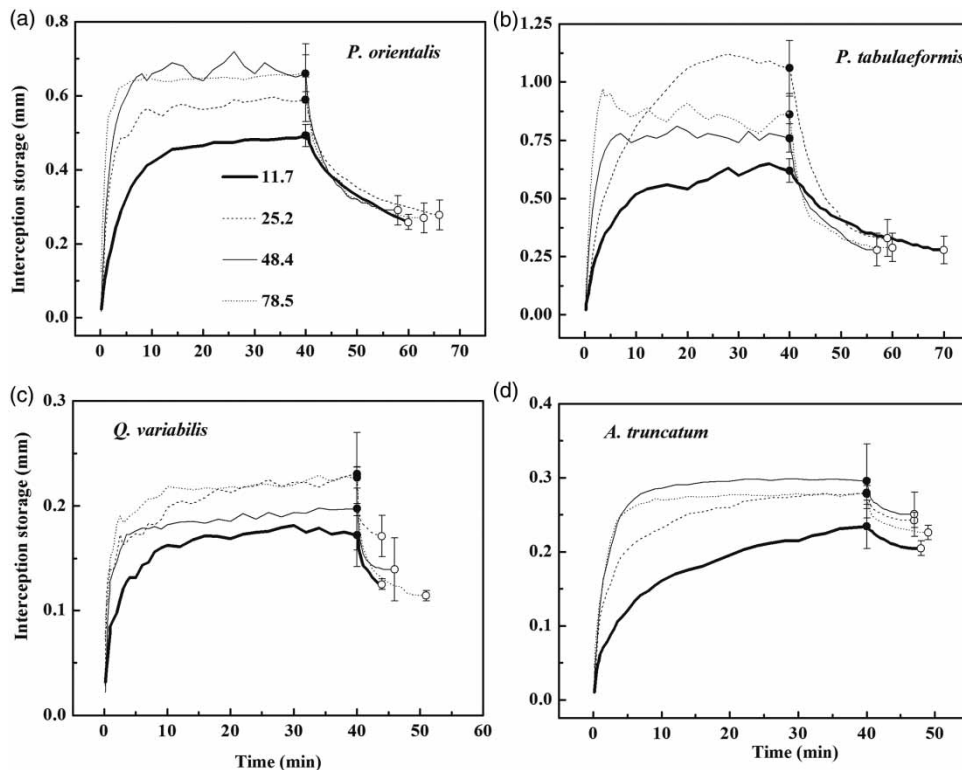 (a)
P. orientalis
0.8
0.6
0.4
0.2
0.0
Interception storage (mm)
11.7
25.2
48.4
78.5
0 10 20 30 40 50 60 70
(b)
P. tabulaeformis
1.25
1.00
0.75
0.50
0.25
0.00
0 10 20 30 40 50 60 70
(c)
Q. variabilis
0.3
0.2
0.1
0.0
Interception storage (mm)
0 10 20 30 40 50 60
Time (min)
(d)
A. truncatum
0.4
0.3
0.2
0.1
0.0
0 10 20 30 40 50
Time (min)